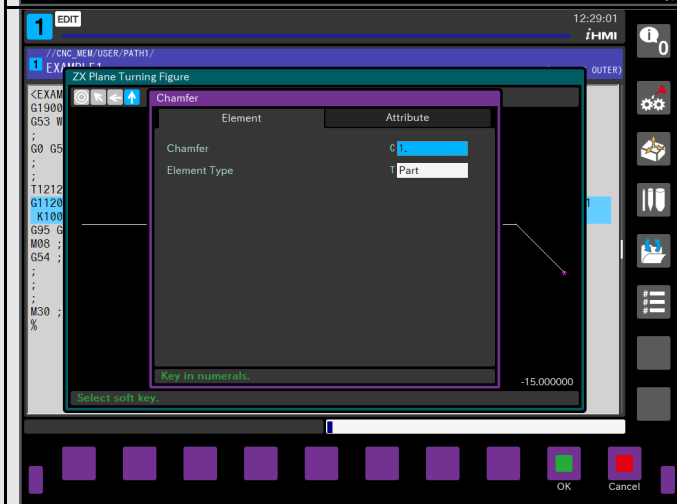 1 EDIT 12:29:01
iHMI
0
//CNC_MEM/USER/PATH1/
1 OUTER)
ZX Plane Turning Figure
<EXAM
Chamfer
G1900
G53 W
Element Attribute
;
G0 G5
Chamfer C 1.
;
Element Type T Part
;
T1212
G1120 1
K100
G95 G
M08 ;
G54 ;
;
;
;
M30 ;
%
Key in numerals.
-15.000000
Select soft key.
OK Cancel